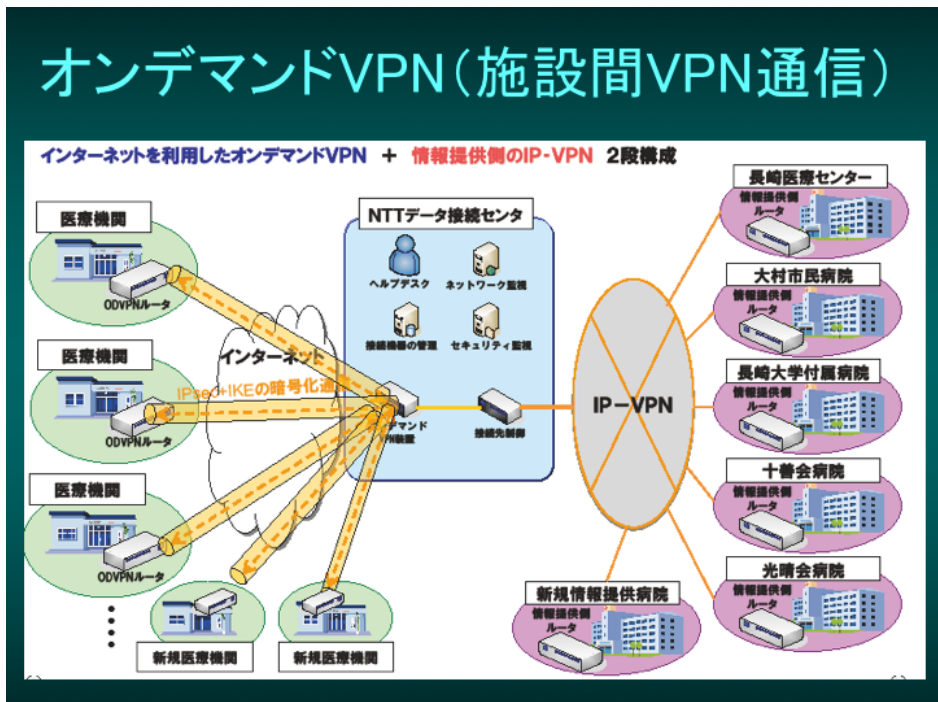 オンデマンドVPN(施設間VPN通信)
インターネットを利用したオンデマンドVPN + 情報提供側のIP-VPN 2段構成
医療機関
ODVPNルータ
医療機関
ODVPNルータ
医療機関
ODVPNルータ
新規医療機関
新規医療機関
インターネット
IPsec+IKEの暗号化通
NTTデータ接続センタ
ヘルプデスク
ネットワーク監視
接続機器の管理
セキュリティ監視
デマンド
PN装置
接続先制御
IP-VPN
長崎医療センター
情報提供側
ルータ
大村市民病院
情報提供側
ルータ
長崎大学付属病院
情報提供側
ルータ
十善会病院
情報提供側
ルータ
光晴会病院
情報提供側
ルータ
新規情報提供病院
情報提供側
ルータ